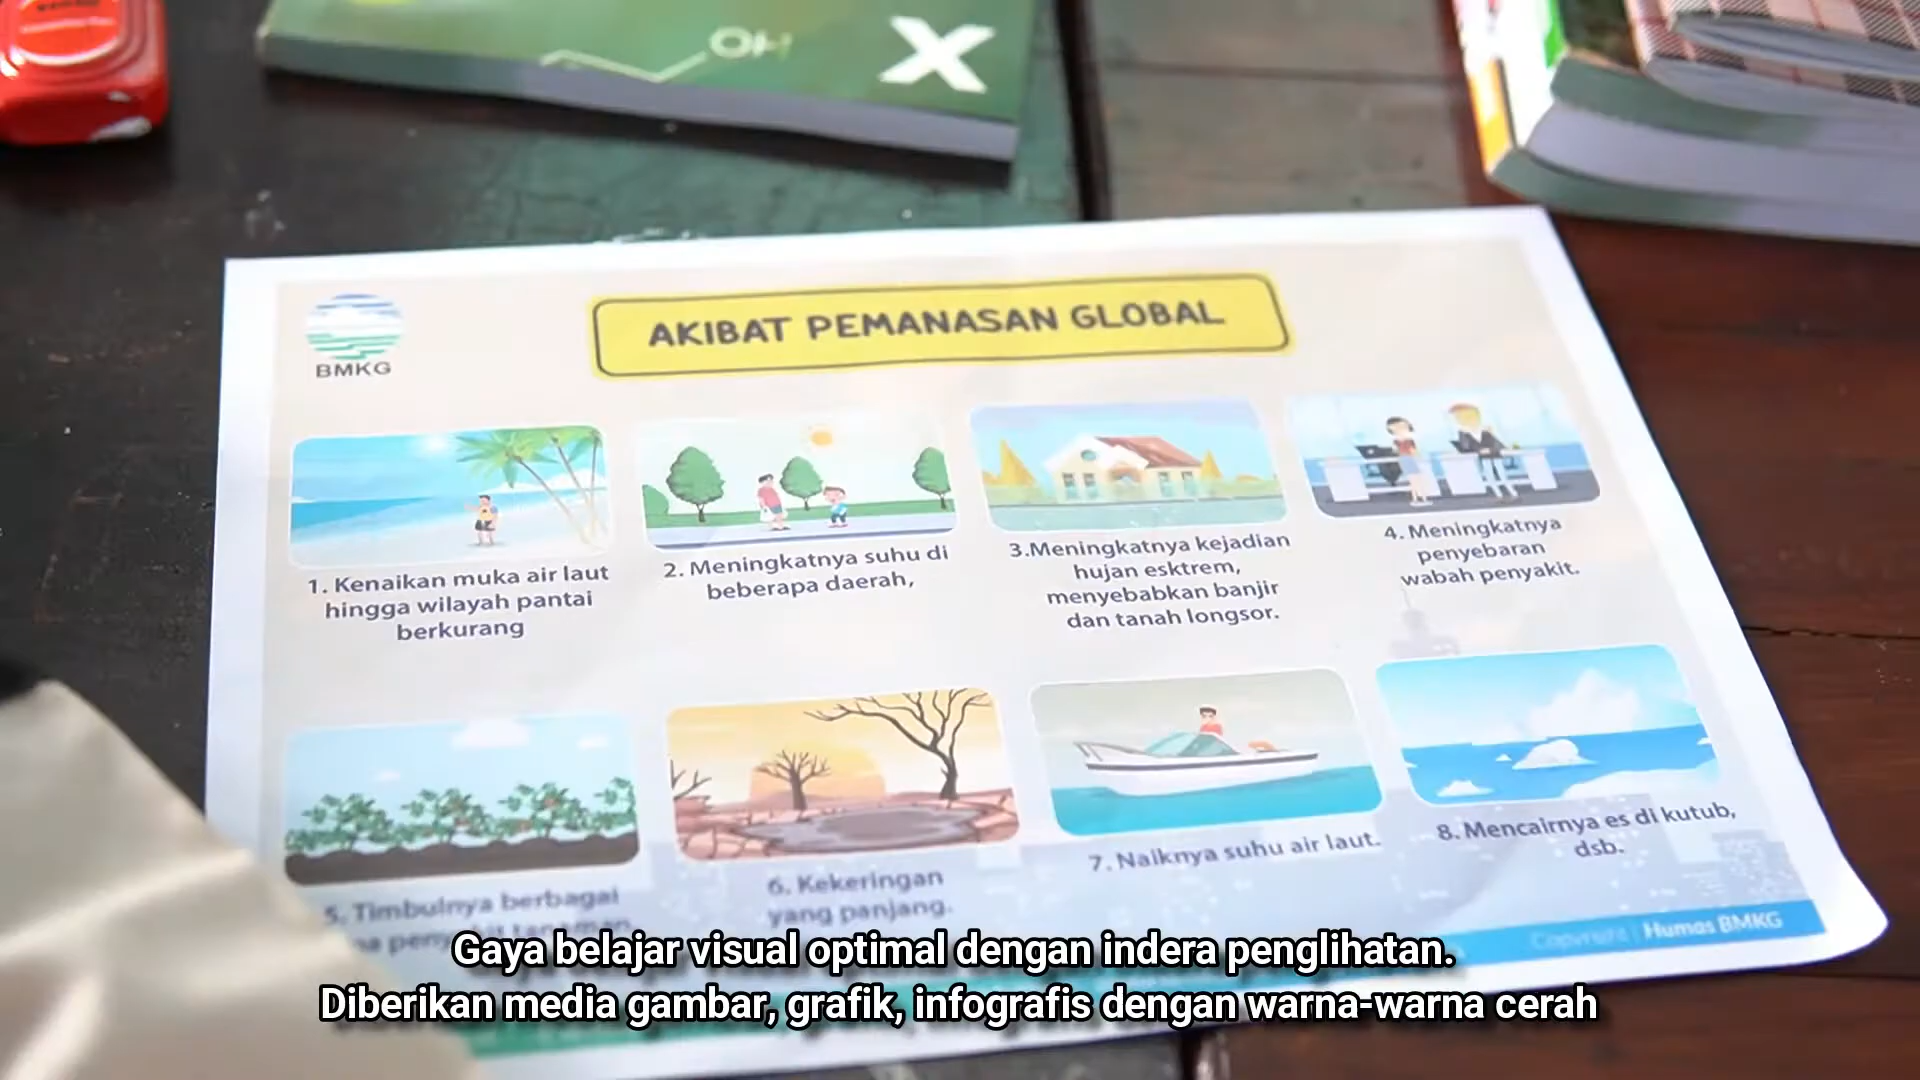 OH
X
AKIBAT PEMANASAN GLOBAL
BMKG
1. Kenaikan muka air laut
hingga wilayah pantai
berkurang
2. Meningkatnya suhu di
beberapa daerah,
3.Meningkatnya kejadian
hujan esktrem,
menyebabkan banjir
dan tanah longsor.
4. Meningkatnya
penyebaran
wabah penyakit.
5. Timbulnya berbagai
tanaman
6. Kekeringan
yang panjang.
7. Naiknya suhu air laut.
8. Mencairnya es di kutub,
dsb.
Copyright | Humas BMKG
Gaya belajar visual optimal dengan indera penglihatan.
Diberikan media gambar, grafik, infografis dengan warna-warna cerah